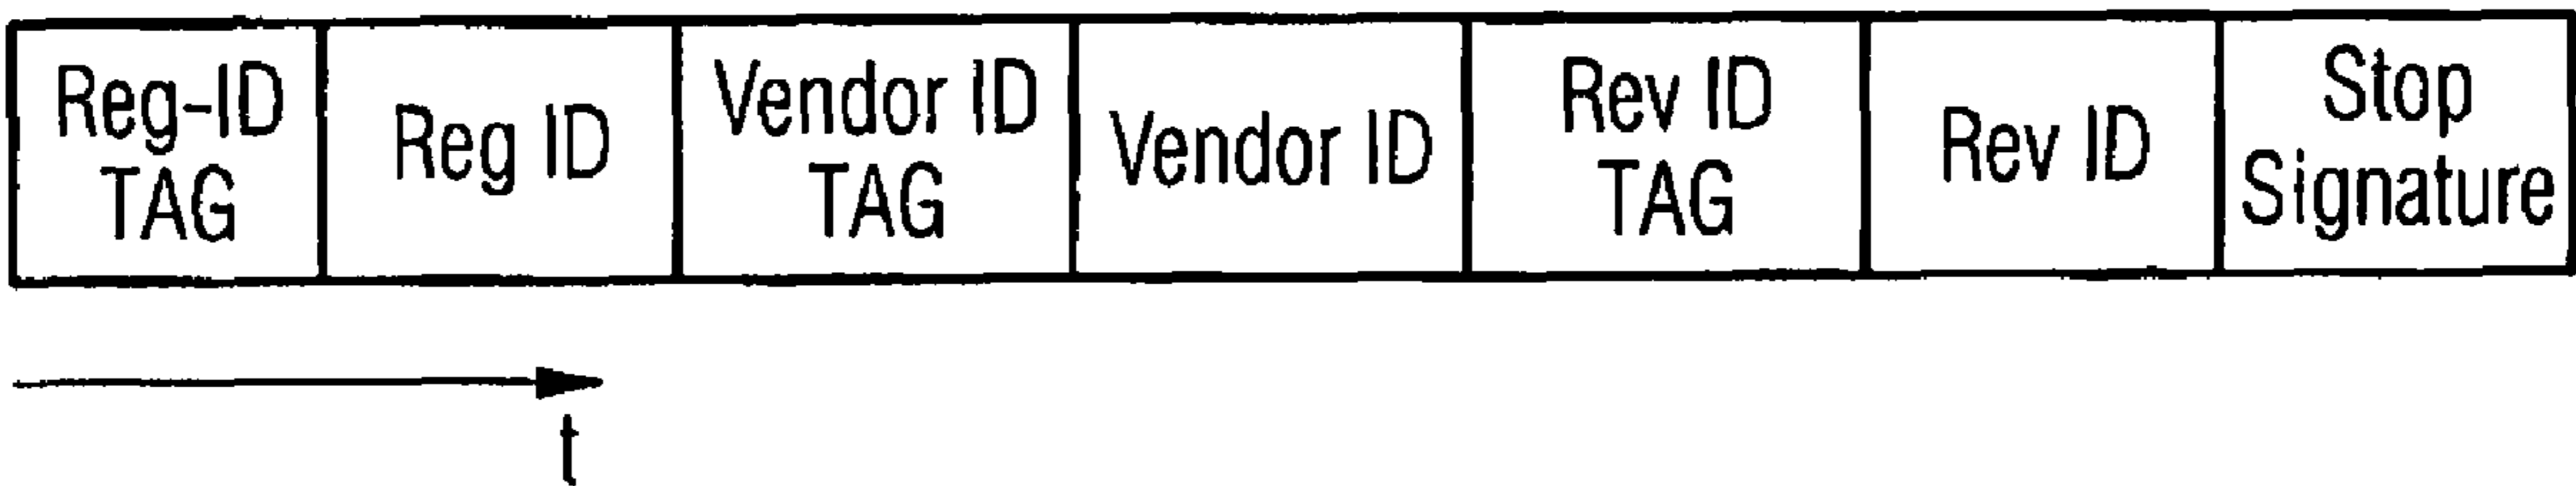 Reg-ID
TAG
Reg ID
Vendor ID
TAG
Vendor ID
Rev ID
TAG
Rev ID
Stop
Signature
t